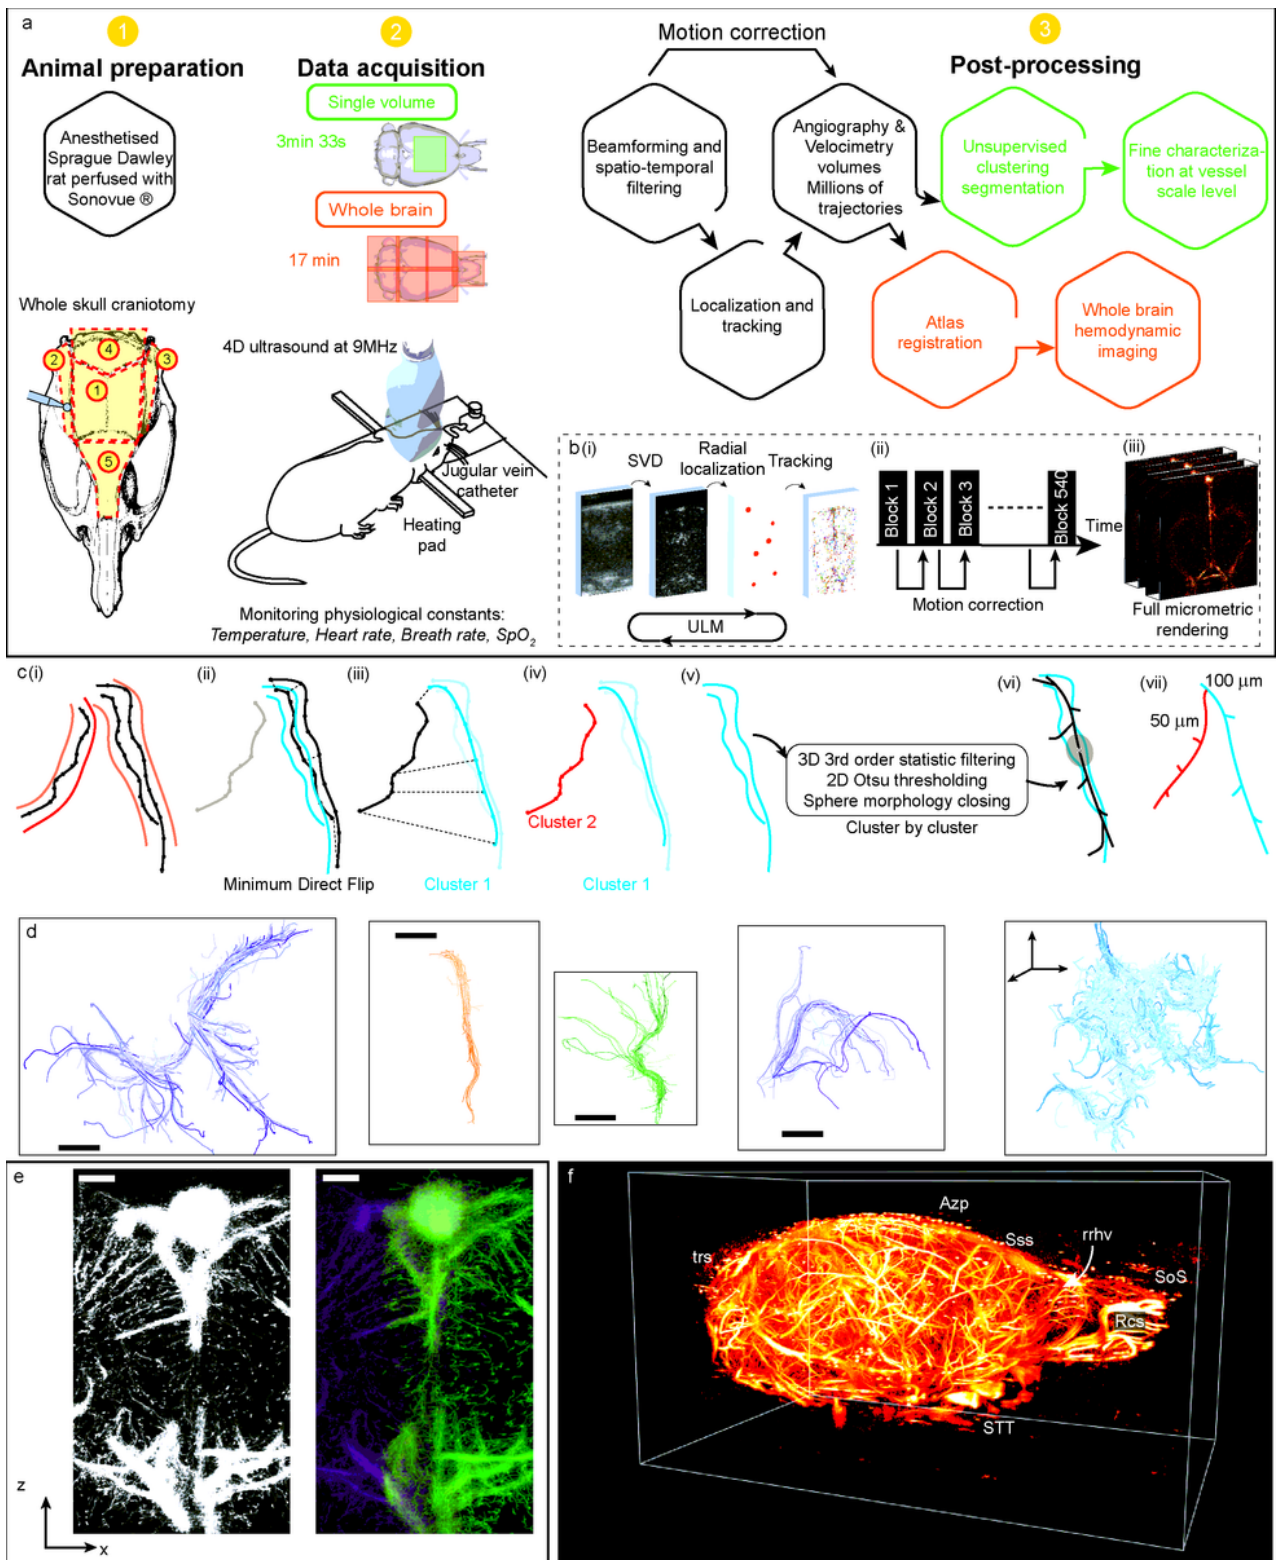 a
1
Animal preparation
Anesthetised
Sprague Dawley
rat perfused with
Sonovue ®
Whole skull craniotomy
2
4
3
1
5
2
Data acquisition
Single volume
3min 33s
Whole brain
17 min
4D ultrasound at 9MHz
Jugular vein
catheter
Heating
pad
Monitoring physiological constants:
Temperature, Heart rate, Breath rate, SpO₂
Motion correction
3
Post-processing
Beamforming and
spatio-temporal
filtering
Angiography &
Velocimetry
volumes
Millions of
trajectories
Unsupervised
clustering
segmentation
Fine characteriza-
tion at vessel
scale level
Localization and
tracking
Atlas
registration
Whole brain
hemodynamic
imaging
b (i)
SVD
Radial
localization
Tracking
ULM
(ii)
Block 1
Block 2
Block 3
Block 540
Time
Motion correction
(iii)
Full micrometric
rendering
c (i)
(ii)
Minimum Direct Flip
(iii)
Cluster 1
(iv)
Cluster 2
Cluster 1
(v)
3D 3rd order statistic filtering
2D Otsu thresholding
Sphere morphology closing
Cluster by cluster
(vi)
(vii)
100 µm
50 µm
d
e
z
x
f
Azp
Sss
rrhv
trs
SoS
Rcs
STT